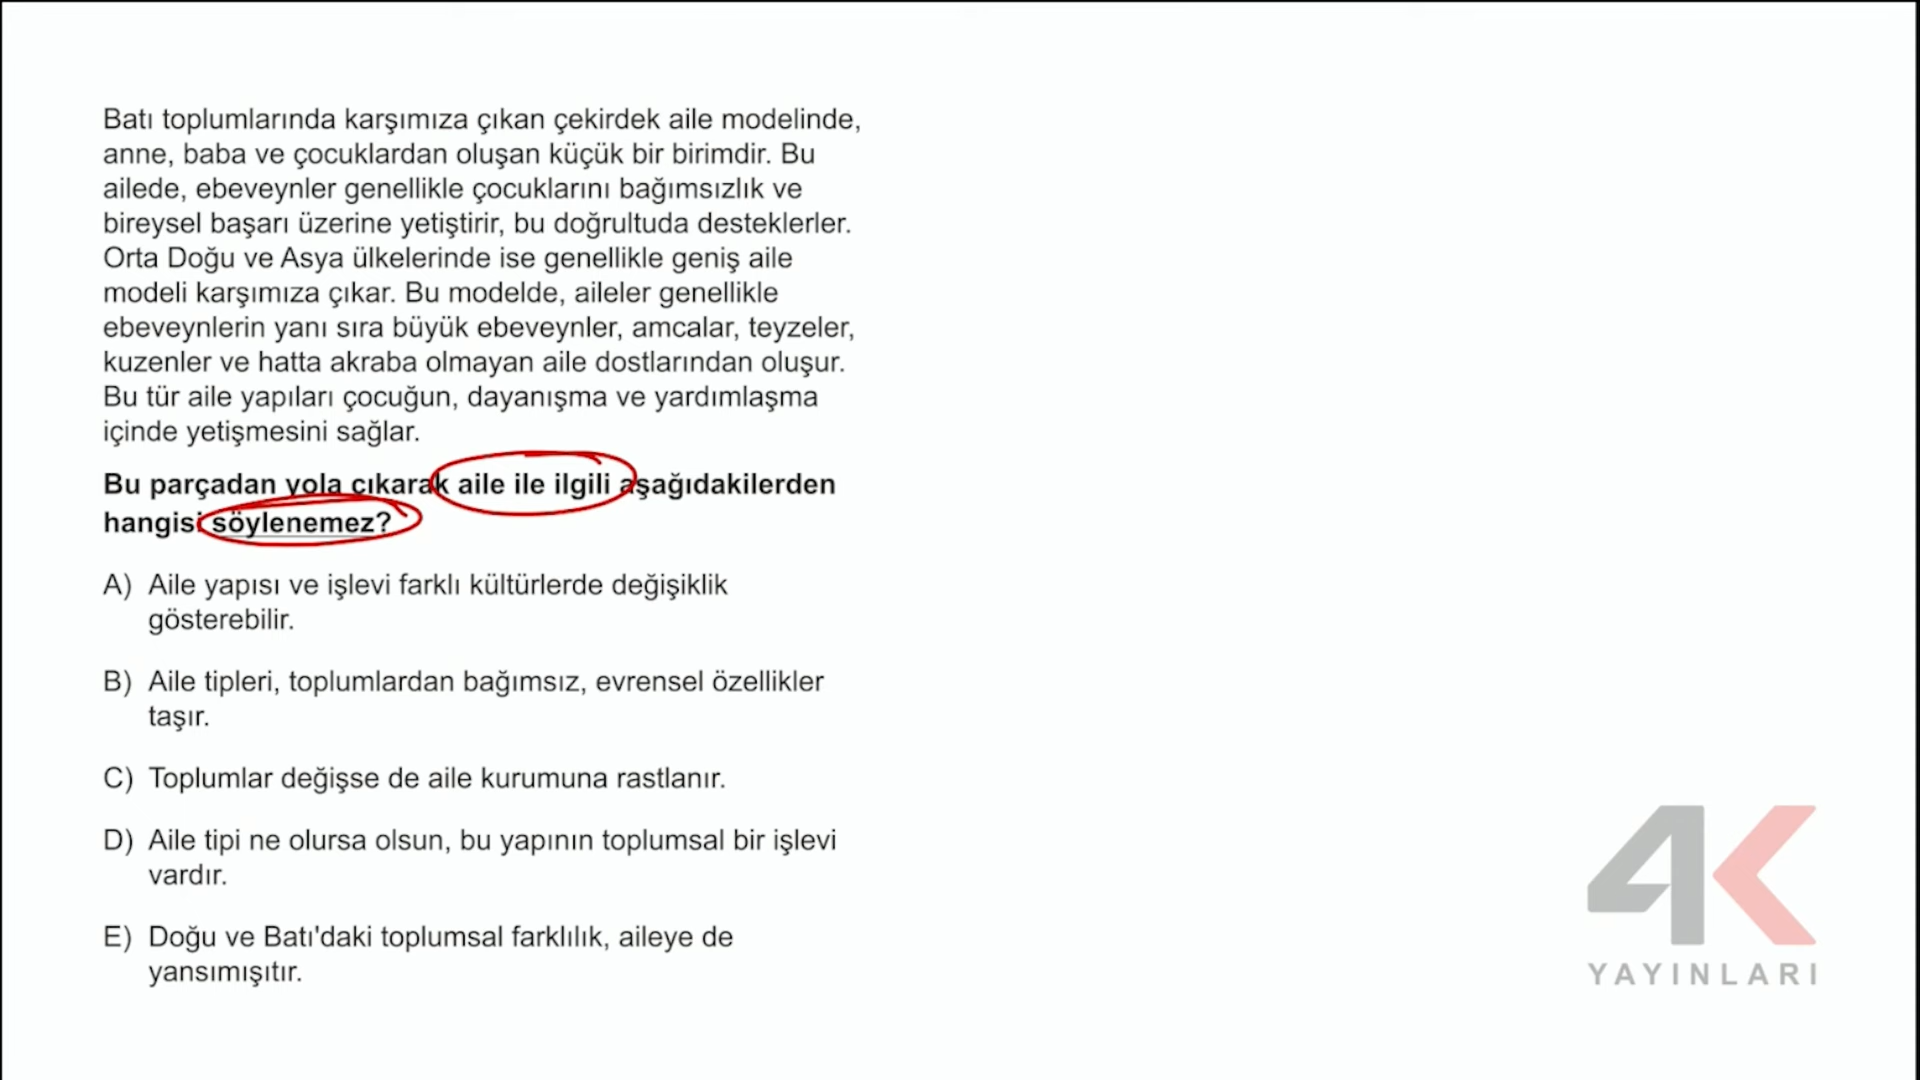 Batı toplumlarında karşımıza çıkan çekirdek aile modelinde,
anne, baba ve çocuklardan oluşan küçük bir birimdir. Bu
ailede, ebeveynler genellikle çocuklarını bağımsızlık ve
bireysel başarı üzerine yetiştirir, bu doğrultuda desteklerler.
Orta Doğu ve Asya ülkelerinde ise genellikle geniş aile
modeli karşımıza çıkar. Bu modelde, aileler genellikle
ebeveynlerin yanı sıra büyük ebeveynler, amcalar, teyzeler,
kuzenler ve hatta akraba olmayan aile dostlarından oluşur.
Bu tür aile yapıları çocuğun, dayanışma ve yardımlaşma
içinde yetişmesini sağlar.
Bu parçadan yola çıkarak aile ile ilgili aşağıdakilerden
hangisi söylenemez?
A) Aile yapısı ve işlevi farklı kültürlerde değişiklik
gösterebilir.
B) Aile tipleri, toplumlardan bağımsız, evrensel özellikler
taşır.
C) Toplumlar değişse de aile kurumuna rastlanır.
D) Aile tipi ne olursa olsun, bu yapının toplumsal bir işlevi
vardır.
E) Doğu ve Batı'daki toplumsal farklılık, aileye de
yansımışıtır.
4K
YAYINLARI